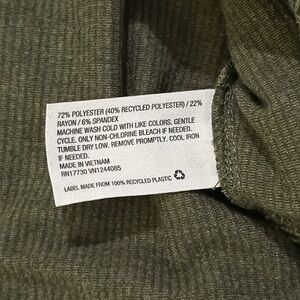 72% POLYESTER (40% RECYCLED POLYESTER) / 22%
RAYON / 6% SPANDEX
MACHINE WASH COLD WITH LIKE COLORS. GENTLE
CYCLE. ONLY NON-CHLORINE BLEACH IF NEEDED.
TUMBLE DRY LOW. REMOVE PROMPTLY. COOL IRON
IF NEEDED.
MADE IN VIETNAM
RN17730 VN1244085
LABEL MADE FROM 100% RECYCLED PLASTIC